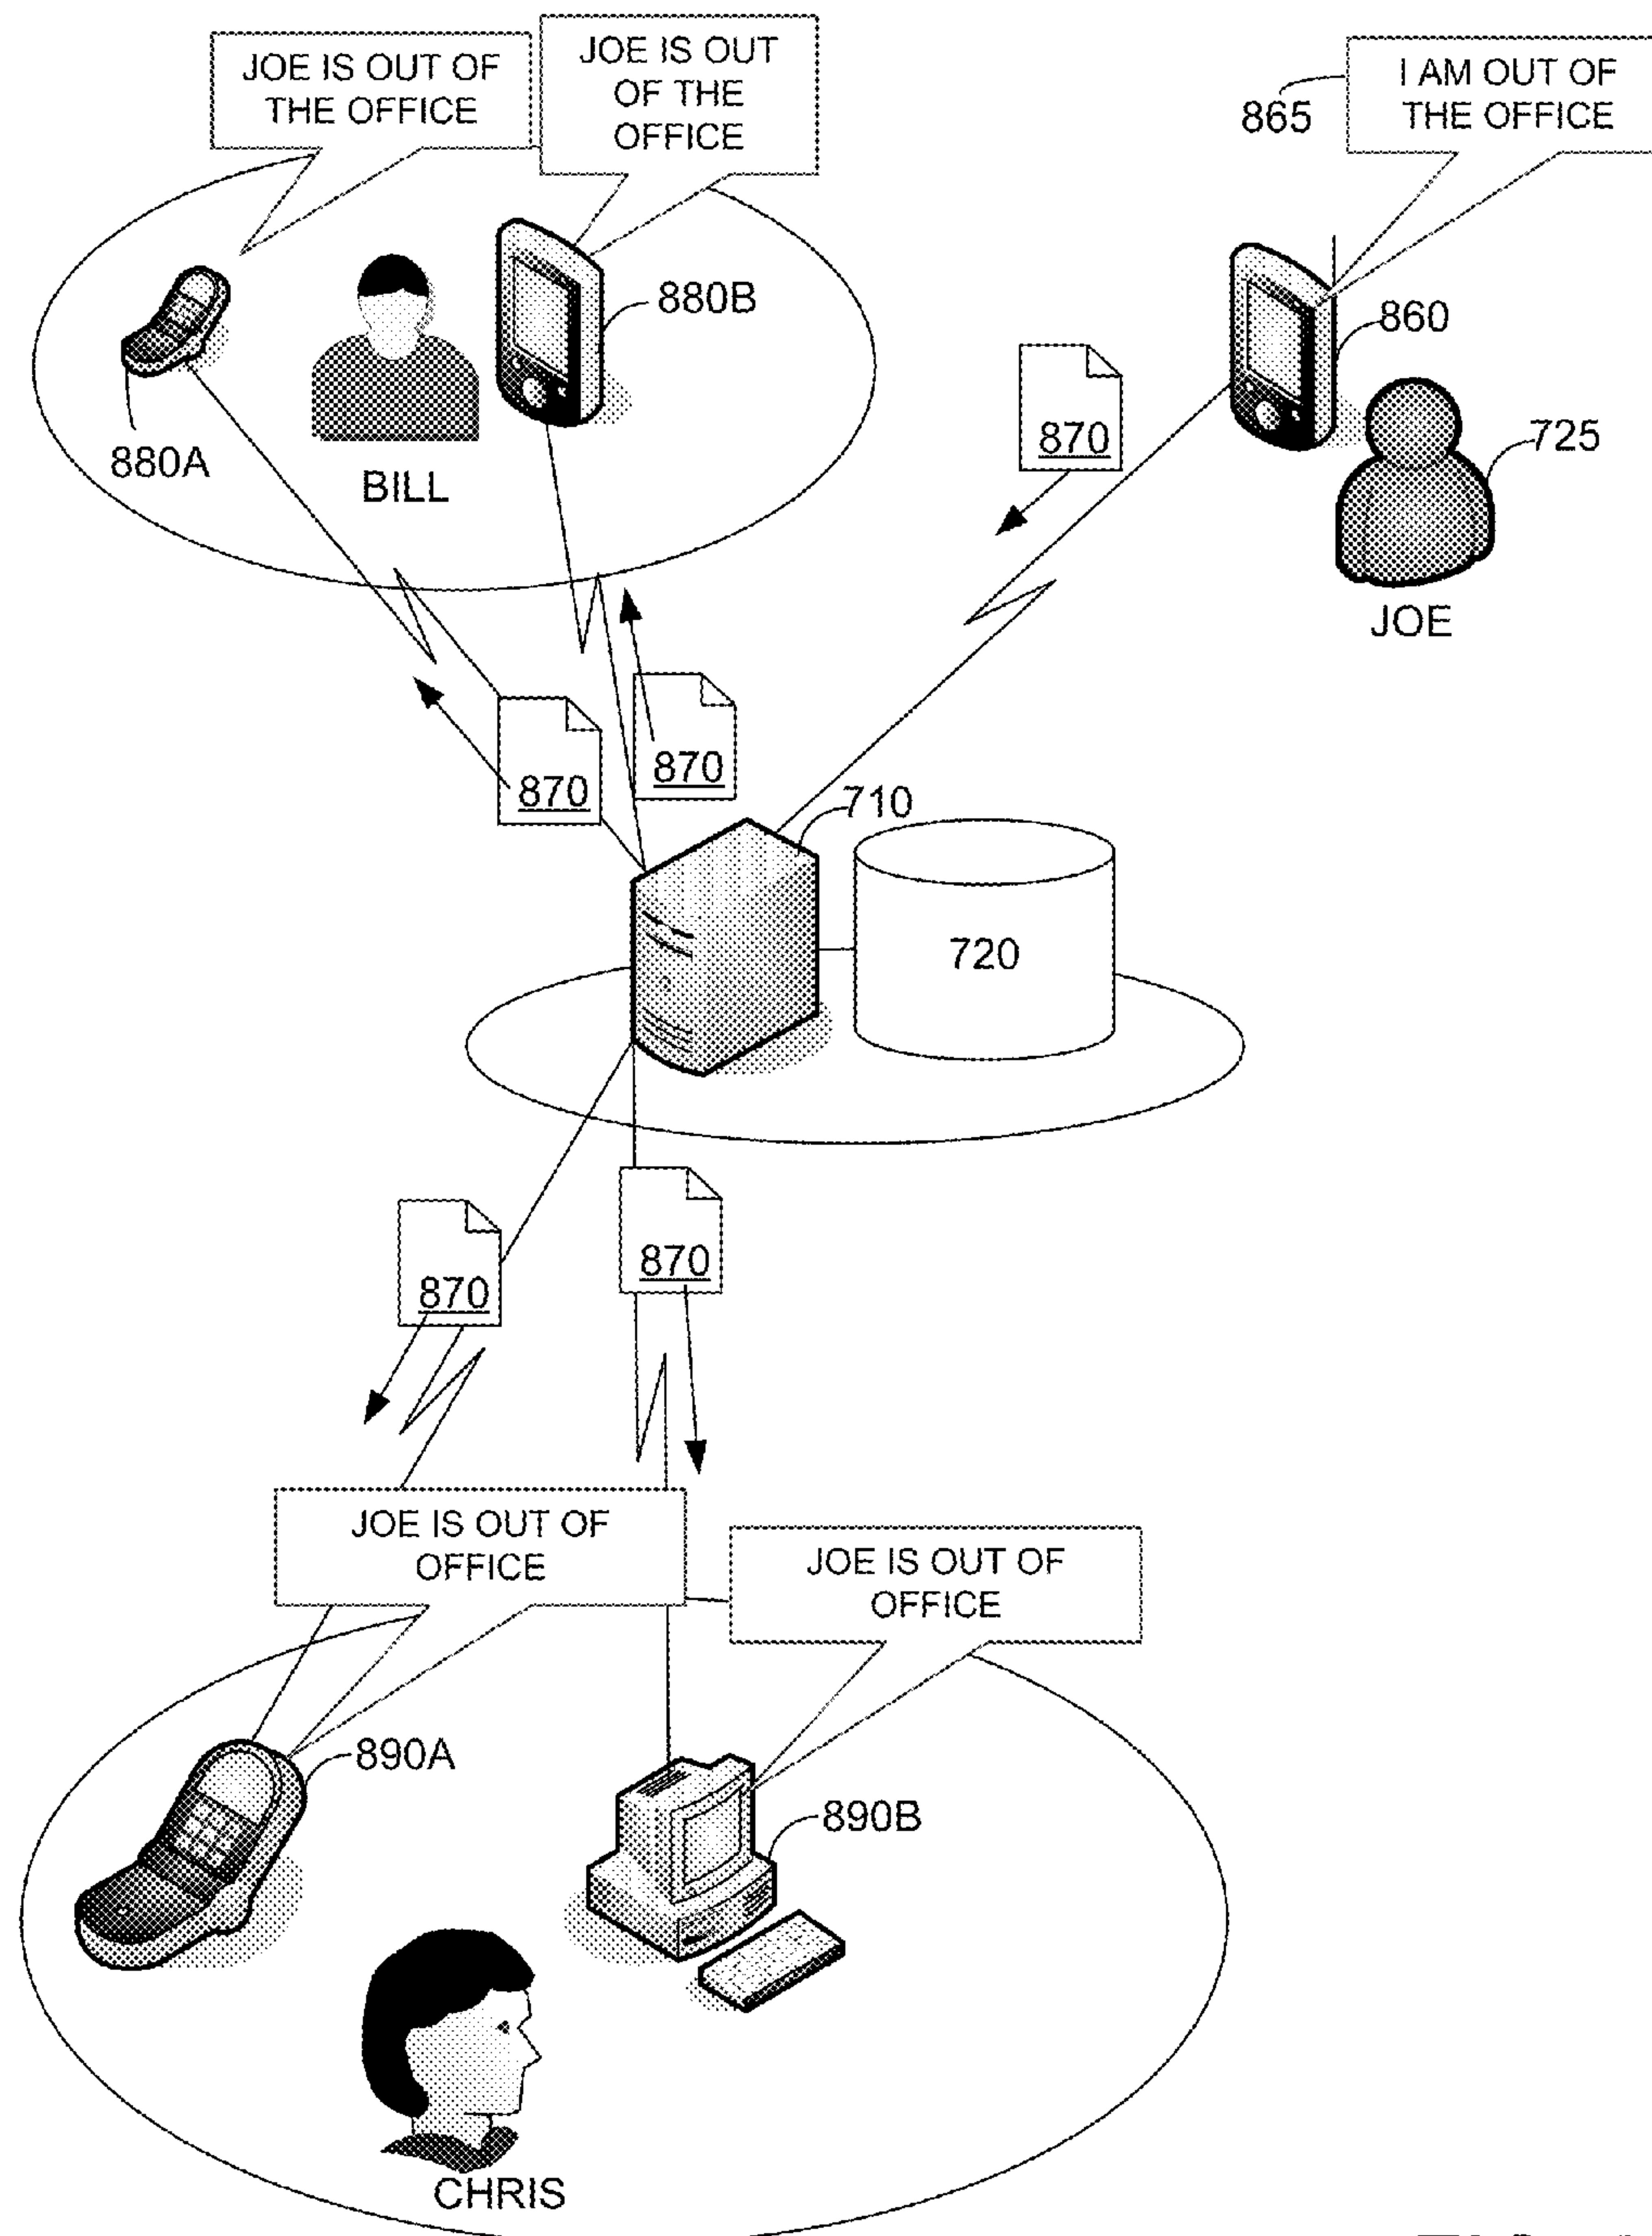 JOE IS OUT OF
THE OFFICE
JOE IS OUT
OF THE
OFFICE
I AM OUT OF
THE OFFICE
865
880B
860
870
725
880A
BILL
JOE
870
870
710
720
870
870
JOE IS OUT OF
OFFICE
JOE IS OUT OF
OFFICE
890A
890B
CHRIS